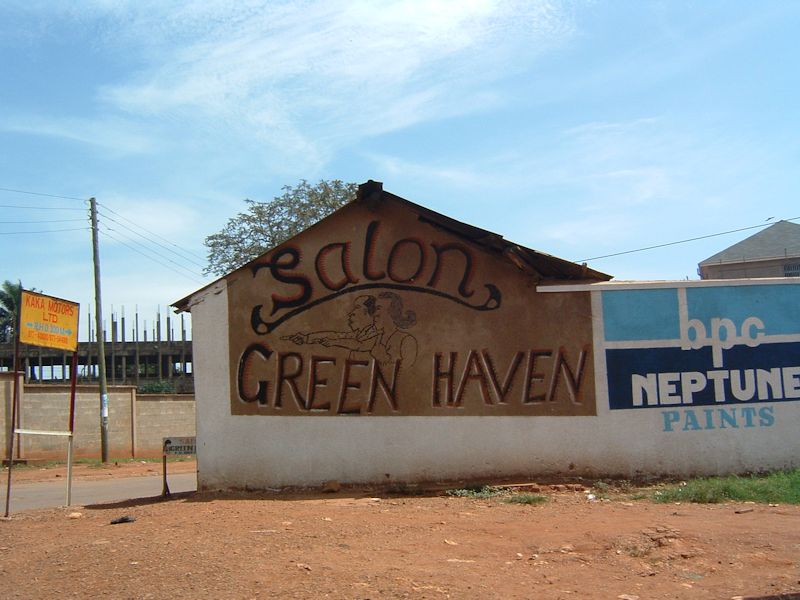 KAKA MOTORS
LTD.
Salon
GREEN HAVEN
bpc
NEPTUNE
PAINTS